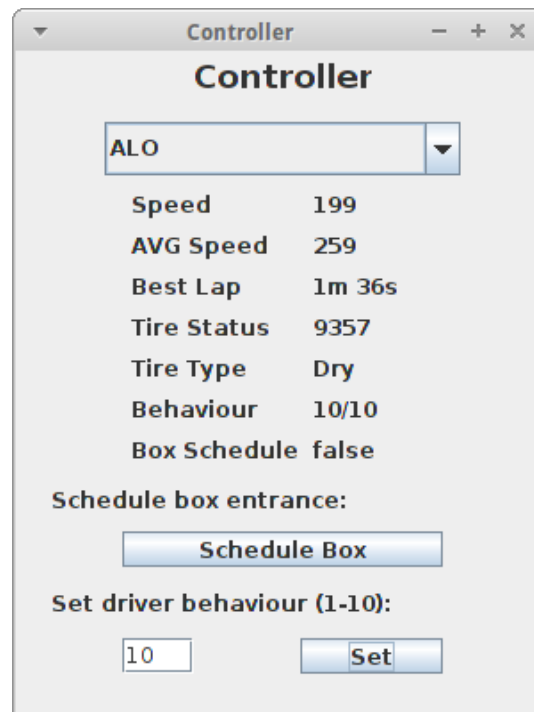 Controller
Controller
ALO
Speed 199
AVG Speed 259
Best Lap 1m 36s
Tire Status 9357
Tire Type Dry
Behaviour 10/10
Box Schedule false
Schedule box entrance:
Schedule Box
Set driver behaviour (1-10):
10 Set